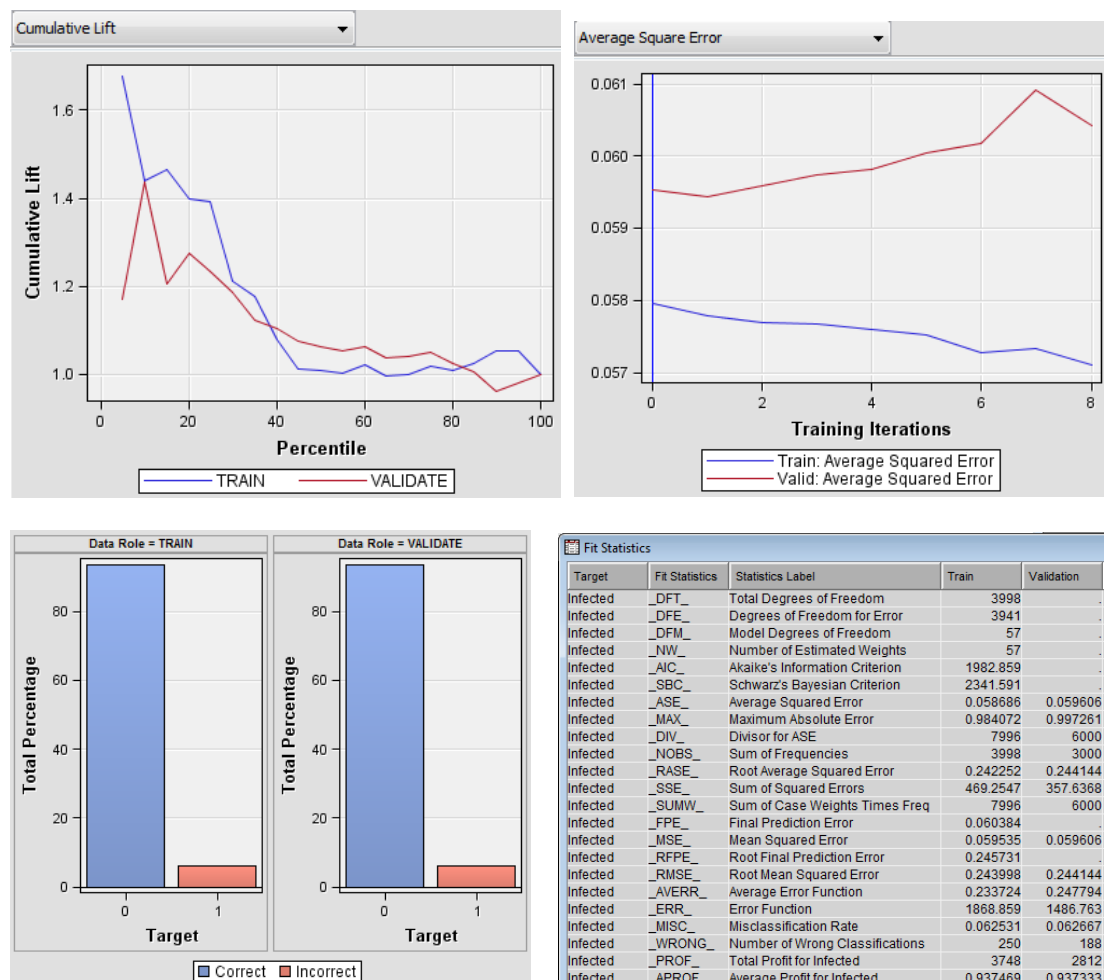 Cumulative Lift
Cumulative Lift
1.6
1.4
1.2
1.0
0 20 40 60 80 100
Percentile
TRAIN VALIDATE
Average Square Error
0.061
0.060
0.059
0.058
0.057
0 2 4 6 8
Training Iterations
Train: Average Squared Error
Valid: Average Squared Error
Data Role = TRAIN Data Role = VALIDATE
Total Percentage
80
60
40
20
0
0 1
Target
Total Percentage
80
60
40
20
0
0 1
Target
Correct Incorrect
Fit Statistics
Target Fit Statistics Statistics Label Train Validation
Infected _DFT_ Total Degrees of Freedom 3998 .
Infected _DFE_ Degrees of Freedom for Error 3941 .
Infected _DFM_ Model Degrees of Freedom 57 .
Infected _NW_ Number of Estimated Weights 57 .
Infected _AIC_ Akaike's Information Criterion 1982.859 .
Infected _SBC_ Schwarz's Bayesian Criterion 2341.591 .
Infected _ASE_ Average Squared Error 0.058686 0.059606
Infected _MAX_ Maximum Absolute Error 0.984072 0.997261
Infected _DIV_ Divisor for ASE 7996 6000
Infected _NOBS_ Sum of Frequencies 3998 3000
Infected _RASE_ Root Average Squared Error 0.242252 0.244144
Infected _SSE_ Sum of Squared Errors 469.2547 357.6368
Infected _SUMW_ Sum of Case Weights Times Freq 7996 6000
Infected _FPE_ Final Prediction Error 0.060384 .
Infected _MSE_ Mean Squared Error 0.059535 0.059606
Infected _RFPE_ Root Final Prediction Error 0.245731 .
Infected _RMSE_ Root Mean Squared Error 0.243998 0.244144
Infected _AVERR_ Average Error Function 0.233724 0.247794
Infected _ERR_ Error Function 1868.859 1486.763
Infected _MISC_ Misclassification Rate 0.062531 0.062667
Infected _WRONG_ Number of Wrong Classifications 250 188
Infected _PROF_ Total Profit for Infected 3748 2812
Infected _APROF_ Average Profit for Infected 0.937469 0.937333